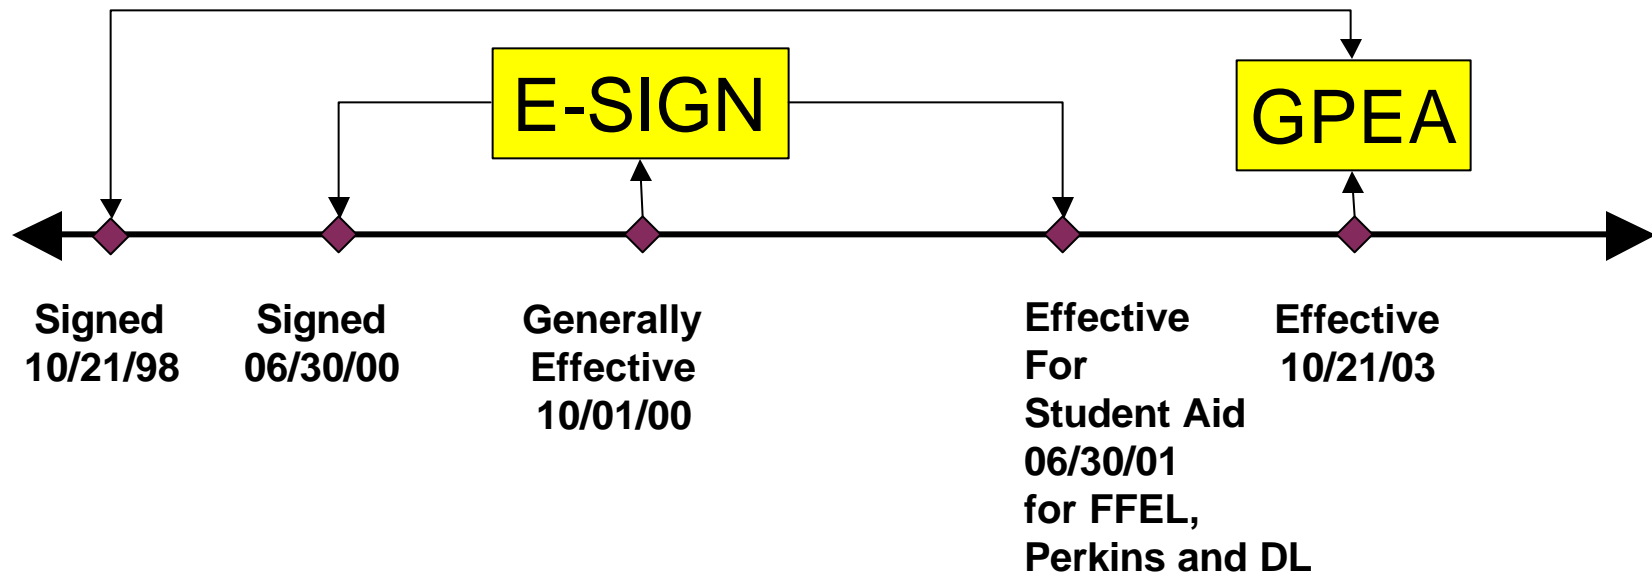 E-SIGN
GPEA
Signed
10/21/98
Signed
06/30/00
Generally
Effective
10/01/00
Effective
For
Student Aid
06/30/01
for FFEL,
Perkins and DL
Effective
10/21/03